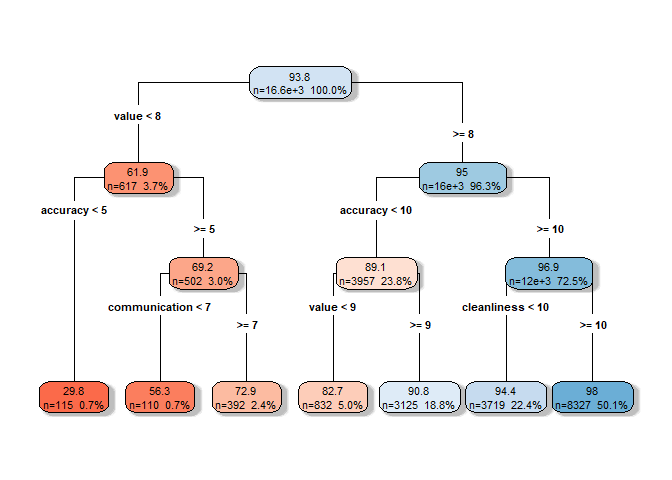 93.8
n=16.6e+3 100.0%
value < 8
>= 8
61.9
n=617 3.7%
95
n=16e+3 96.3%
accuracy < 5
>= 5
accuracy < 10
>= 10
69.2
n=502 3.0%
89.1
n=3957 23.8%
96.9
n=12e+3 72.5%
communication < 7
>= 7
value < 9
>= 9
cleanliness < 10
>= 10
29.8
n=115 0.7%
56.3
n=110 0.7%
72.9
n=392 2.4%
82.7
n=832 5.0%
90.8
n=3125 18.8%
94.4
n=3719 22.4%
98
n=8327 50.1%